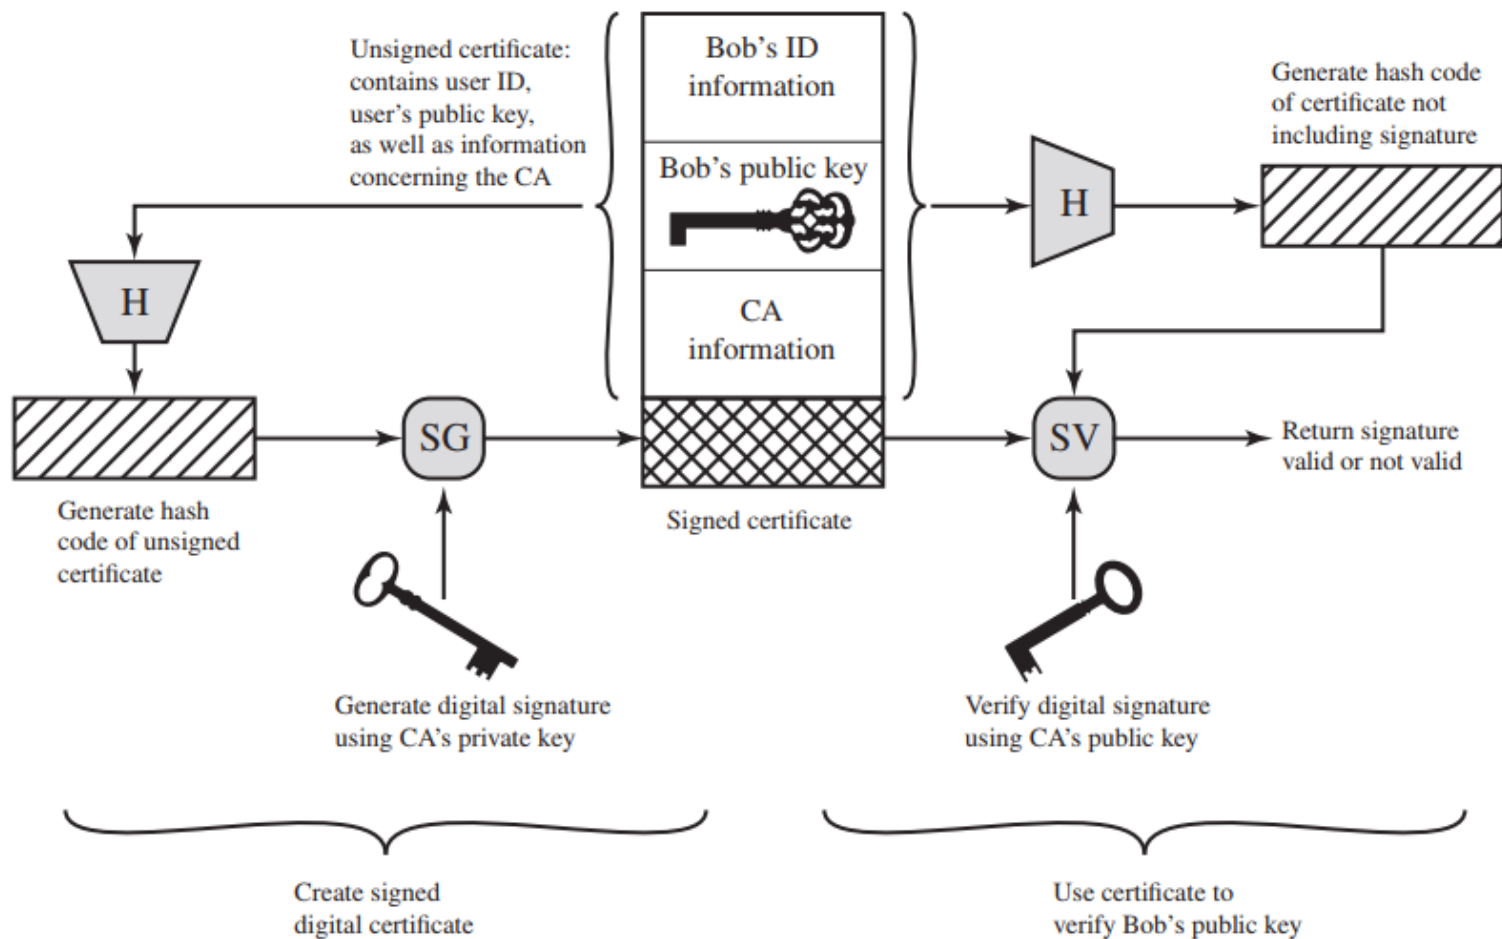 Unsigned certificate:
contains user ID,
user's public key,
as well as information
concerning the CA
Bob's ID
information
Bob's public key
CA
information
Generate hash code
of certificate not
including signature
H
H
SG
SV
Return signature
valid or not valid
Generate hash
code of unsigned
certificate
Signed certificate
Generate digital signature
using CA's private key
Verify digital signature
using CA's public key
Create signed
digital certificate
Use certificate to
verify Bob's public key